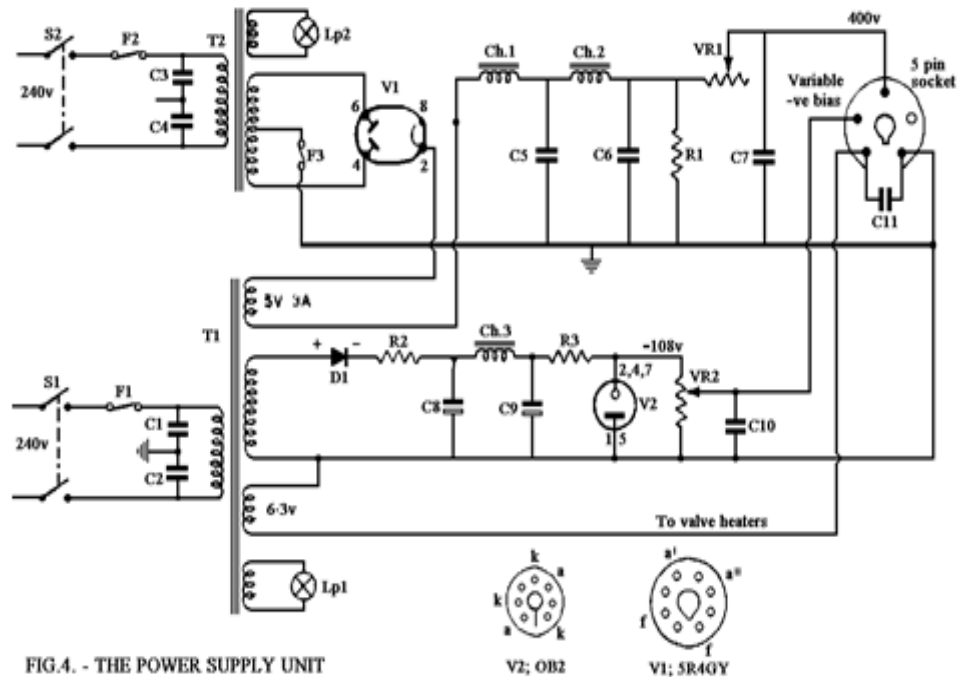 S2
F2
T2
Lp2
240v
C3
C4
6
V1
8
4
2
F3
Ch.1
Ch.2
VR1
400v
5 pin
socket
Variable
-ve bias
C5
C6
R1
C7
C11
5V 3A
T1
S1
F1
240v
C1
C2
+
-
D1
R2
Ch.3
R3
-108v
2,4,7
V2
1
5
VR2
C8
C9
C10
6·3v
To valve heaters
Lp1
k
a
k
a
k
V2; OB2
a'
a"
f
f
V1; 5R4GY
FIG.4. - THE POWER SUPPLY UNIT